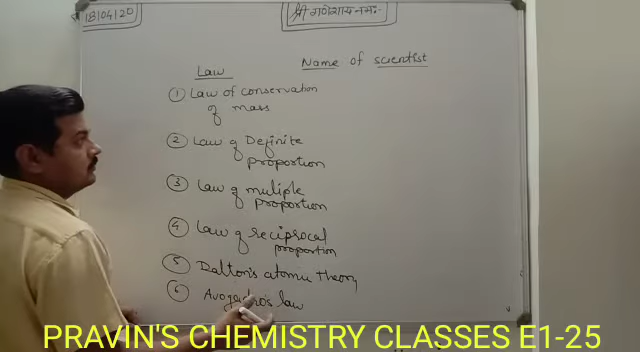 18/04/20
श्री गणेशाय नमः
Law
Name of scientist
① Law of conservation
of mass
② Law of Definite
proportion
③ Law of muliple
proportion
④ Law of reciprocal
proportion
⑤ Dalton's atomic theory
⑥ Avogadro's law
PRAVIN'S CHEMISTRY CLASSES E1-25